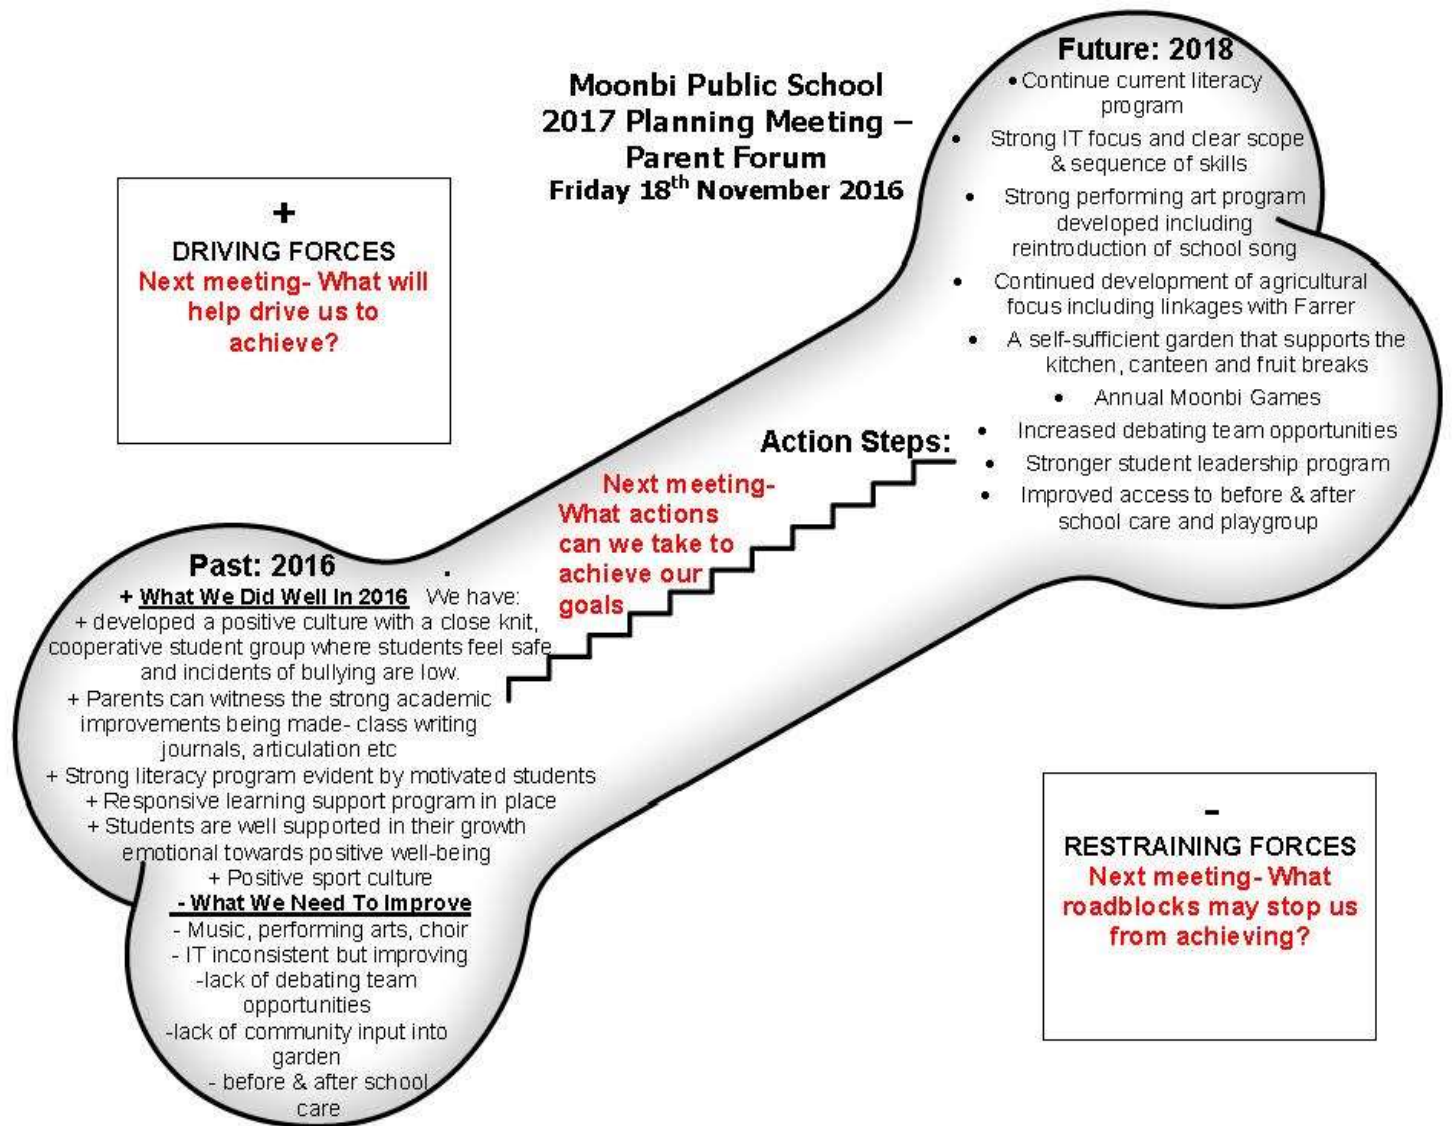 Moonbi Public School
2017 Planning Meeting –
Parent Forum
Friday 18th November 2016
+
DRIVING FORCES
Next meeting- What will
help drive us to
achieve?
Future: 2018
• Continue current literacy
program
• Strong IT focus and clear scope
& sequence of skills
• Strong performing art program
developed including
reintroduction of school song
• Continued development of agricultural
focus including linkages with Farrer
• A self-sufficient garden that supports the
kitchen, canteen and fruit breaks
• Annual Moonbi Games
• Increased debating team opportunities
• Stronger student leadership program
• Improved access to before & after
school care and playgroup
Action Steps:
Next meeting-
What actions
can we take to
achieve our
goals
Past: 2016 .
+ What We Did Well In 2016 We have:
+ developed a positive culture with a close knit,
cooperative student group where students feel safe
and incidents of bullying are low.
+ Parents can witness the strong academic
improvements being made- class writing
journals, articulation etc
+ Strong literacy program evident by motivated students
+ Responsive learning support program in place
+ Students are well supported in their growth
emotional towards positive well-being
+ Positive sport culture
- What We Need To Improve
- Music, performing arts, choir
- IT inconsistent but improving
-lack of debating team
opportunities
-lack of community input into
garden
- before & after school
care
-
RESTRAINING FORCES
Next meeting- What
roadblocks may stop us
from achieving?